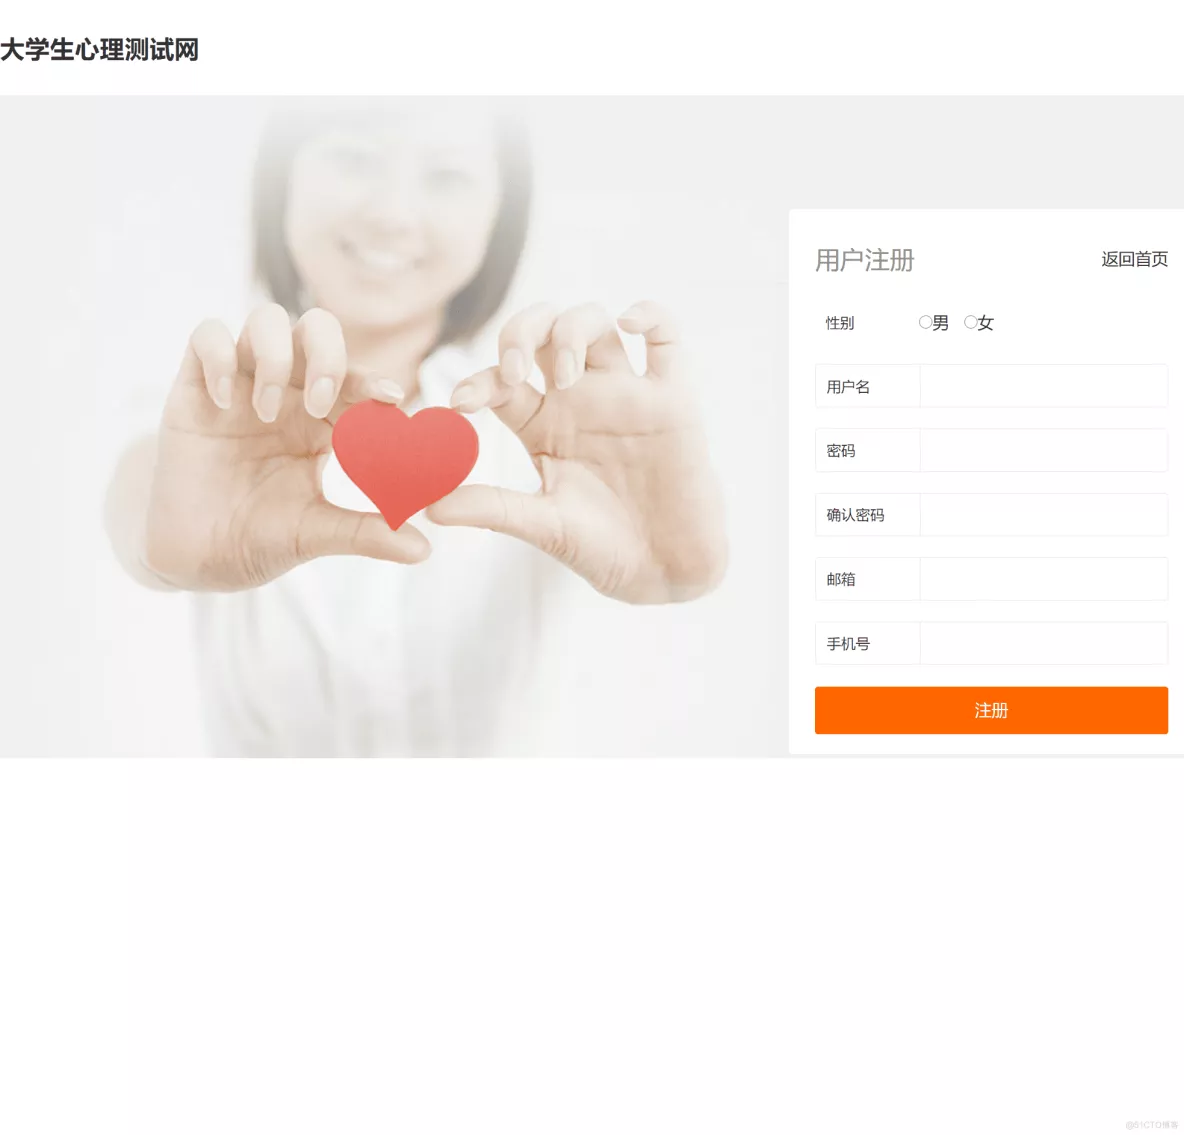 大学生心理测试网
用户注册 返回首页
性别 男 女
用户名
密码
确认密码
邮箱
手机号
注册
@51CTO博客